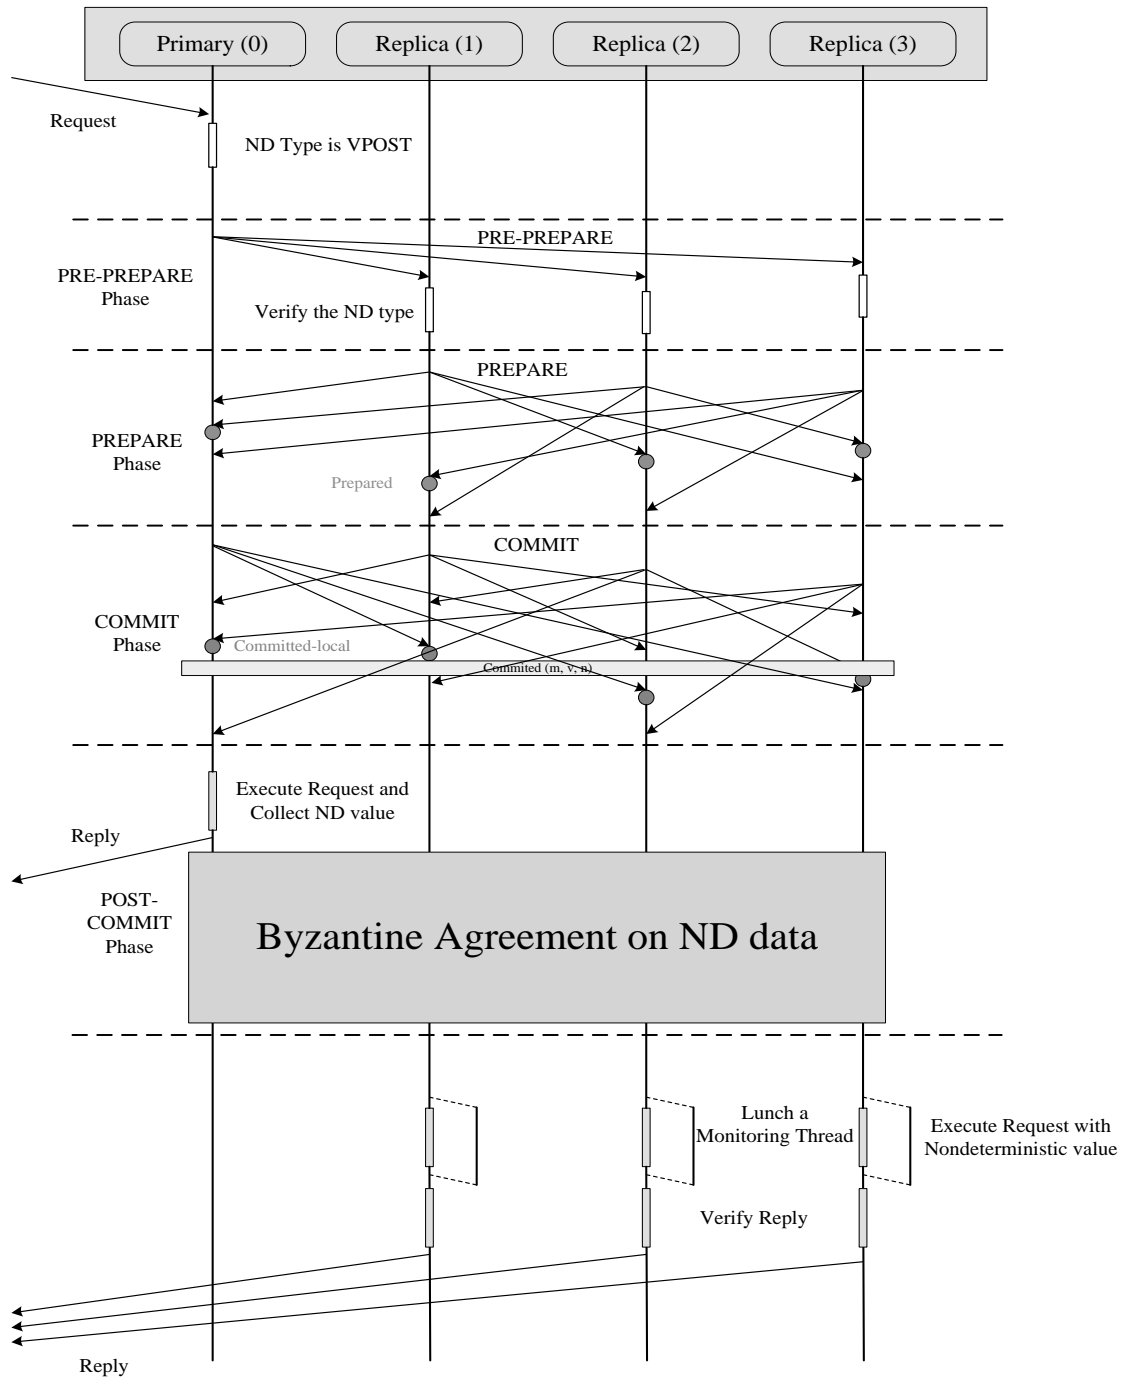 Primary (0)
Replica (1)
Replica (2)
Replica (3)
Request
ND Type is VPOST
PRE-PREPARE
PRE-PREPARE
Phase
Verify the ND type
PREPARE
PREPARE
Phase
Prepared
COMMIT
COMMIT
Phase
Committed-local
Commited (m, v, n)
Execute Request and
Collect ND value
Reply
POST-
COMMIT
Phase
Byzantine Agreement on ND data
Lunch a
Monitoring Thread
Execute Request with
Nondeterministic value
Verify Reply
Reply